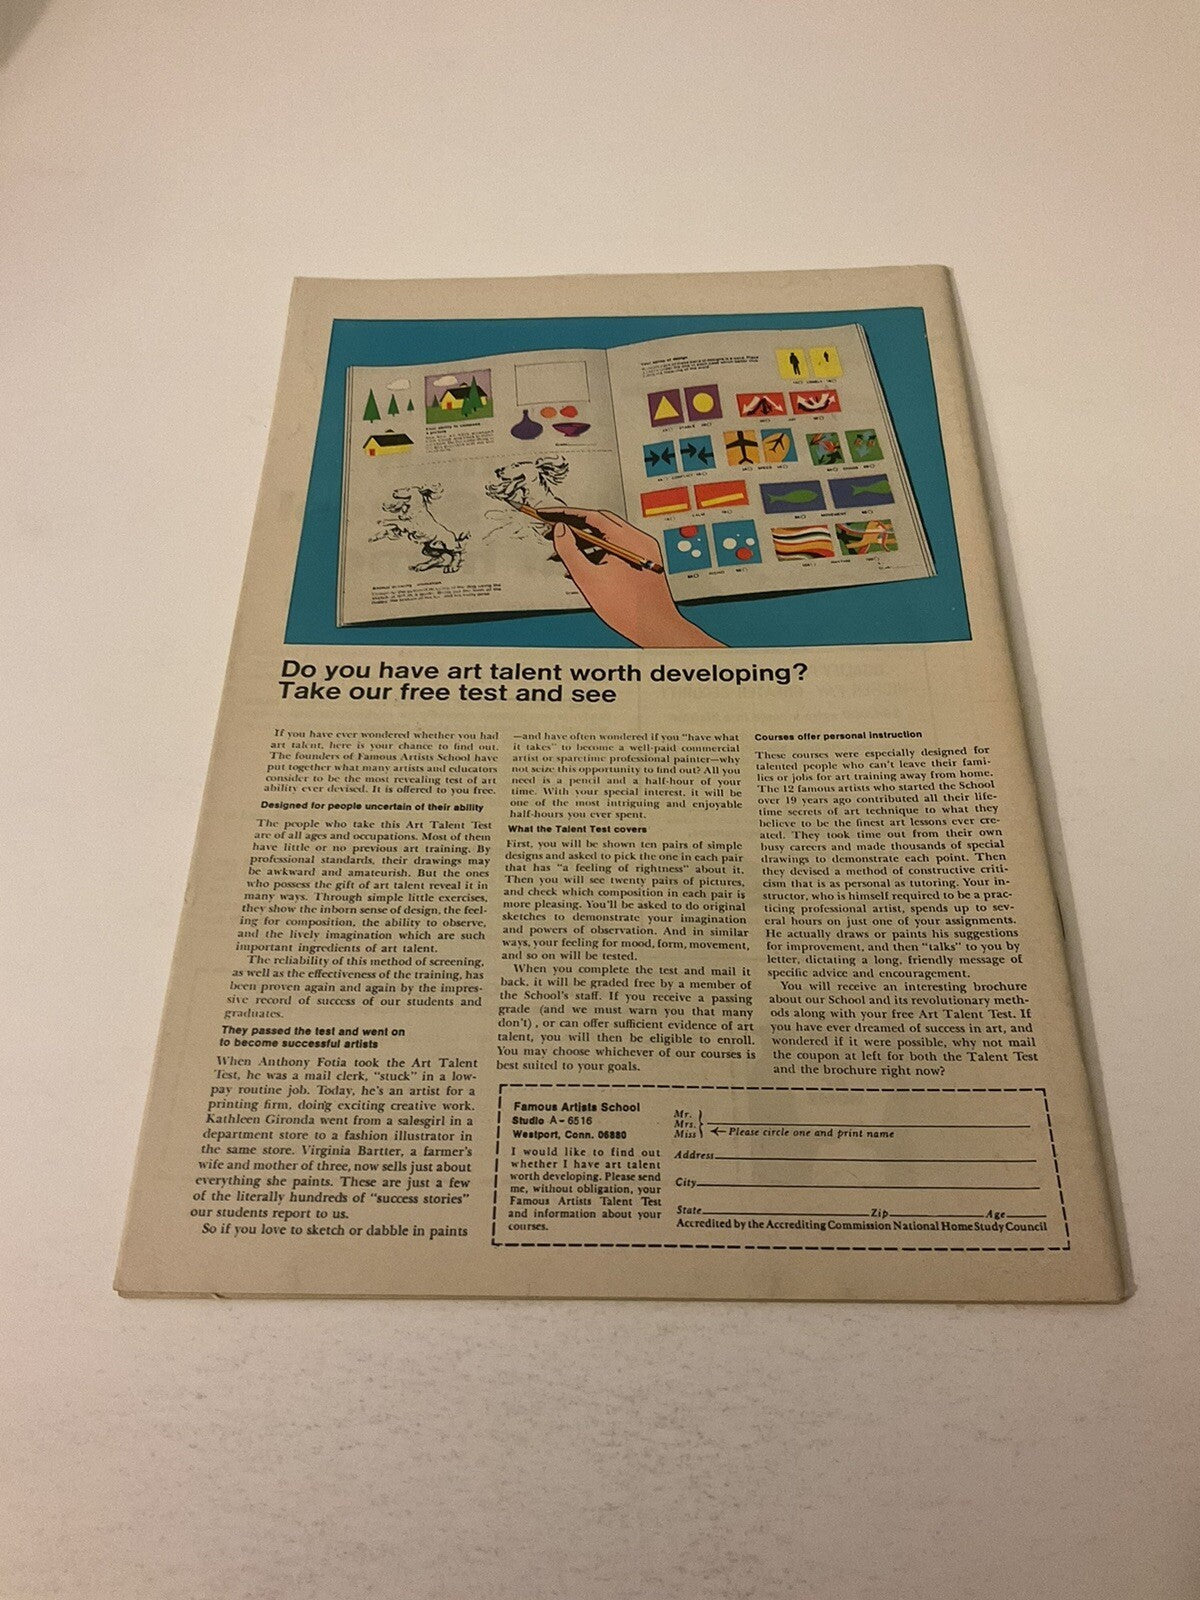 Do you have art talent worth developing?
Take our free test and see
If you have ever wondered whether you had
art talent, here is your chance to find out.
The founders of Famous Artists School have
put together what many artists and educators
consider to be the most revealing test of art
ability ever devised. It is offered to you free.
Designed for people uncertain of their ability
The people who take this Art Talent Test
are of all ages and occupations. Most of them
have little or no previous art training. By
professional standards, their drawings may
be awkward and amateurish. But the ones
who possess the gift of art talent reveal it in
many ways. Through simple little exercises,
they show the inborn sense of design, the feel-
ing for composition, the ability to observe,
and the lively imagination which are such
important ingredients of art talent.
The reliability of this method of screening,
as well as the effectiveness of the training, has
been proven again and again by the impres-
sive record of success of our students and
graduates.
They passed the test and went on
to become successful artists
When Anthony Fotia took the Art Talent
Test, he was a mail clerk, "stuck" in a low-
pay routine job. Today, he's an artist for a
printing firm, doing exciting creative work.
Kathleen Gironda went from a salesgirl in a
department store to a fashion illustrator in
the same store. Virginia Bartter, a farmer's
wife and mother of three, now sells just about
everything she paints. These are just a few
of the literally hundreds of "success stories"
our students report to us.
So if you love to sketch or dabble in paints
—and have often wondered if you "have what
it takes" to become a well-paid commercial
artist or sparetime professional painter—why
not seize this opportunity to find out? All you
need is a pencil and a half-hour of your
time. With your special interest, it will be
one of the most intriguing and enjoyable
half-hours you ever spent.
What the Talent Test covers
First, you will be shown ten pairs of simple
designs and asked to pick the one in each pair
that has "a feeling of rightness" about it.
Then you will see twenty pairs of pictures,
and check which composition in each pair is
more pleasing. You'll be asked to do original
sketches to demonstrate your imagination
and powers of observation. And in similar
ways, your feeling for mood, form, movement,
and so on will be tested.
When you complete the test and mail it
back, it will be graded free by a member of
the School's staff. If you receive a passing
grade (and we must warn you that many
don't), or can offer sufficient evidence of art
talent, you will then be eligible to enroll.
You may choose whichever of our courses is
best suited to your goals.
Courses offer personal instruction
These courses were especially designed for
talented people who can't leave their fami-
lies or jobs for art training away from home.
The 12 famous artists who started the School
over 19 years ago contributed all their life-
time secrets of art technique to what they
believe to be the finest art lessons ever cre-
ated. They took time out from their own
busy careers and made thousands of special
drawings to demonstrate each point. Then
they devised a method of constructive criti-
cism that is as personal as tutoring. Your in-
structor, who is himself required to be a prac-
ticing professional artist, spends up to sev-
eral hours on just one of your assignments.
He actually draws or paints his suggestions
for improvement, and then "talks" to you by
letter, dictating a long, friendly message of
specific advice and encouragement.
You will receive an interesting brochure
about our School and its revolutionary meth-
ods along with your free Art Talent Test. If
you have ever dreamed of success in art, and
wondered if it were possible, why not mail
the coupon at left for both the Talent Test
and the brochure right now?
Famous Artists School
Studio A-6516
Westport, Conn. 06880
I would like to find out
whether I have art talent
worth developing. Please send
me, without obligation, your
Famous Artists Talent Test
and information about your
courses.
Mr.
Mrs.
Miss
Please circle one and print name
Address
City
State Zip Age
Accredited by the Accrediting Commission National Home Study Council